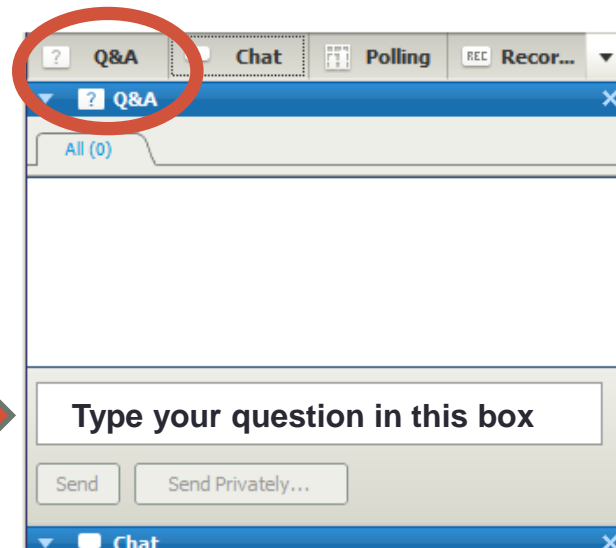 ? Q&A Chat Polling REC Recor...
? Q&A
All (0)
Type your question in this box
Send Send Privately...
Chat